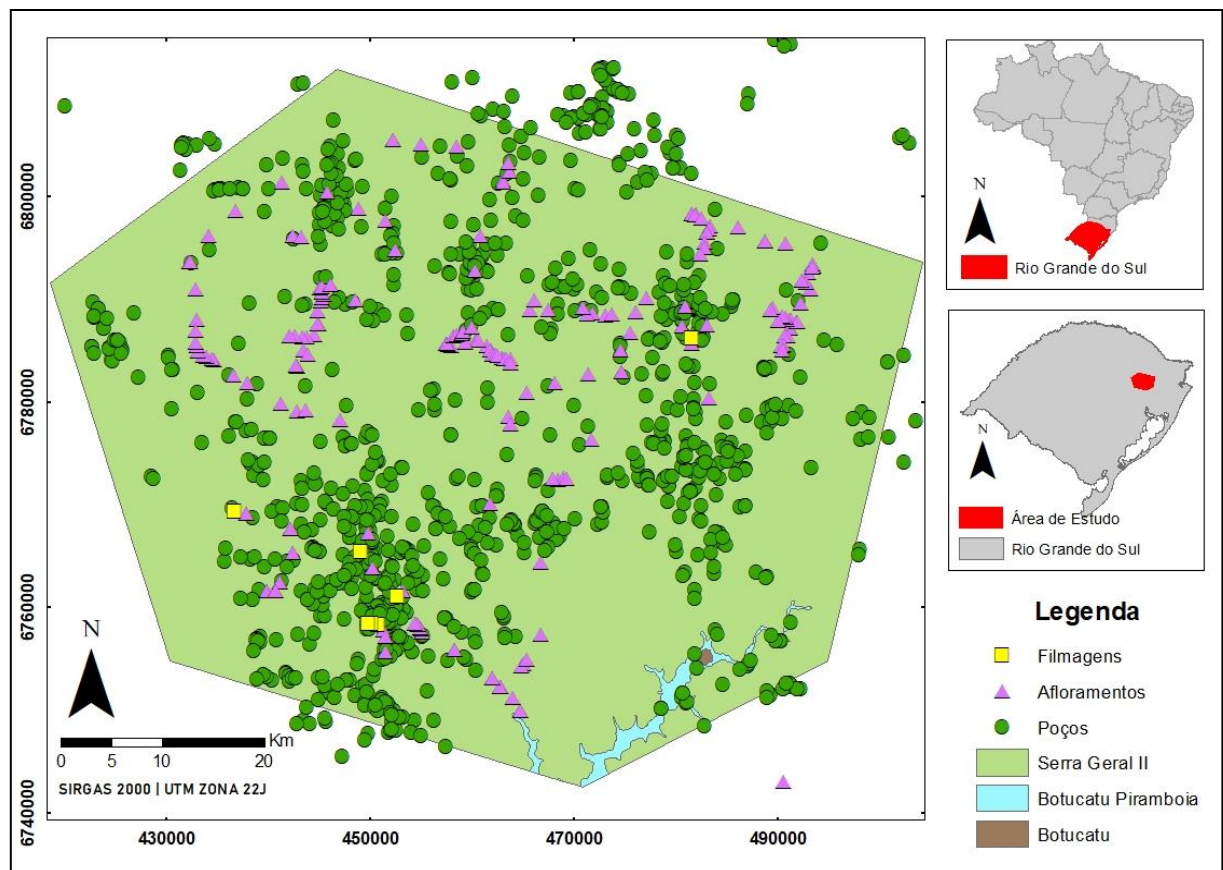 6800000
6780000
6760000
6740000
430000
450000
470000
490000
N
0 5 10 20
Km
SIRGAS 2000 | UTM ZONA 22J
N
Rio Grande do Sul
N
Área de Estudo
Rio Grande do Sul
Legenda
Filmagens
Afloramentos
Poços
Serra Geral II
Botucatu Piramboia
Botucatu